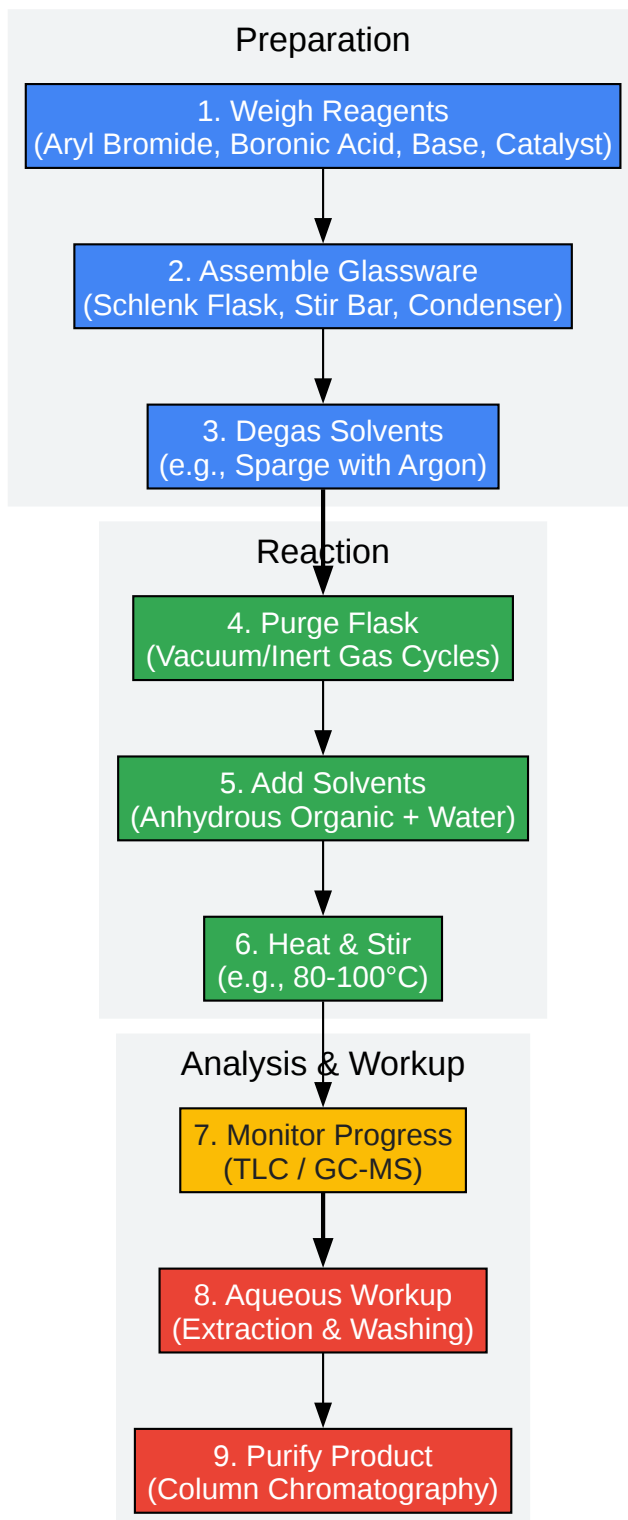 Preparation
1. Weigh Reagents
(Aryl Bromide, Boronic Acid, Base, Catalyst)
2. Assemble Glassware
(Schlenk Flask, Stir Bar, Condenser)
3. Degas Solvents
(e.g., Sparge with Argon)
Reaction
4. Purge Flask
(Vacuum/Inert Gas Cycles)
5. Add Solvents
(Anhydrous Organic + Water)
6. Heat & Stir
(e.g., 80-100°C)
Analysis & Workup
7. Monitor Progress
(TLC / GC-MS)
8. Aqueous Workup
(Extraction & Washing)
9. Purify Product
(Column Chromatography)